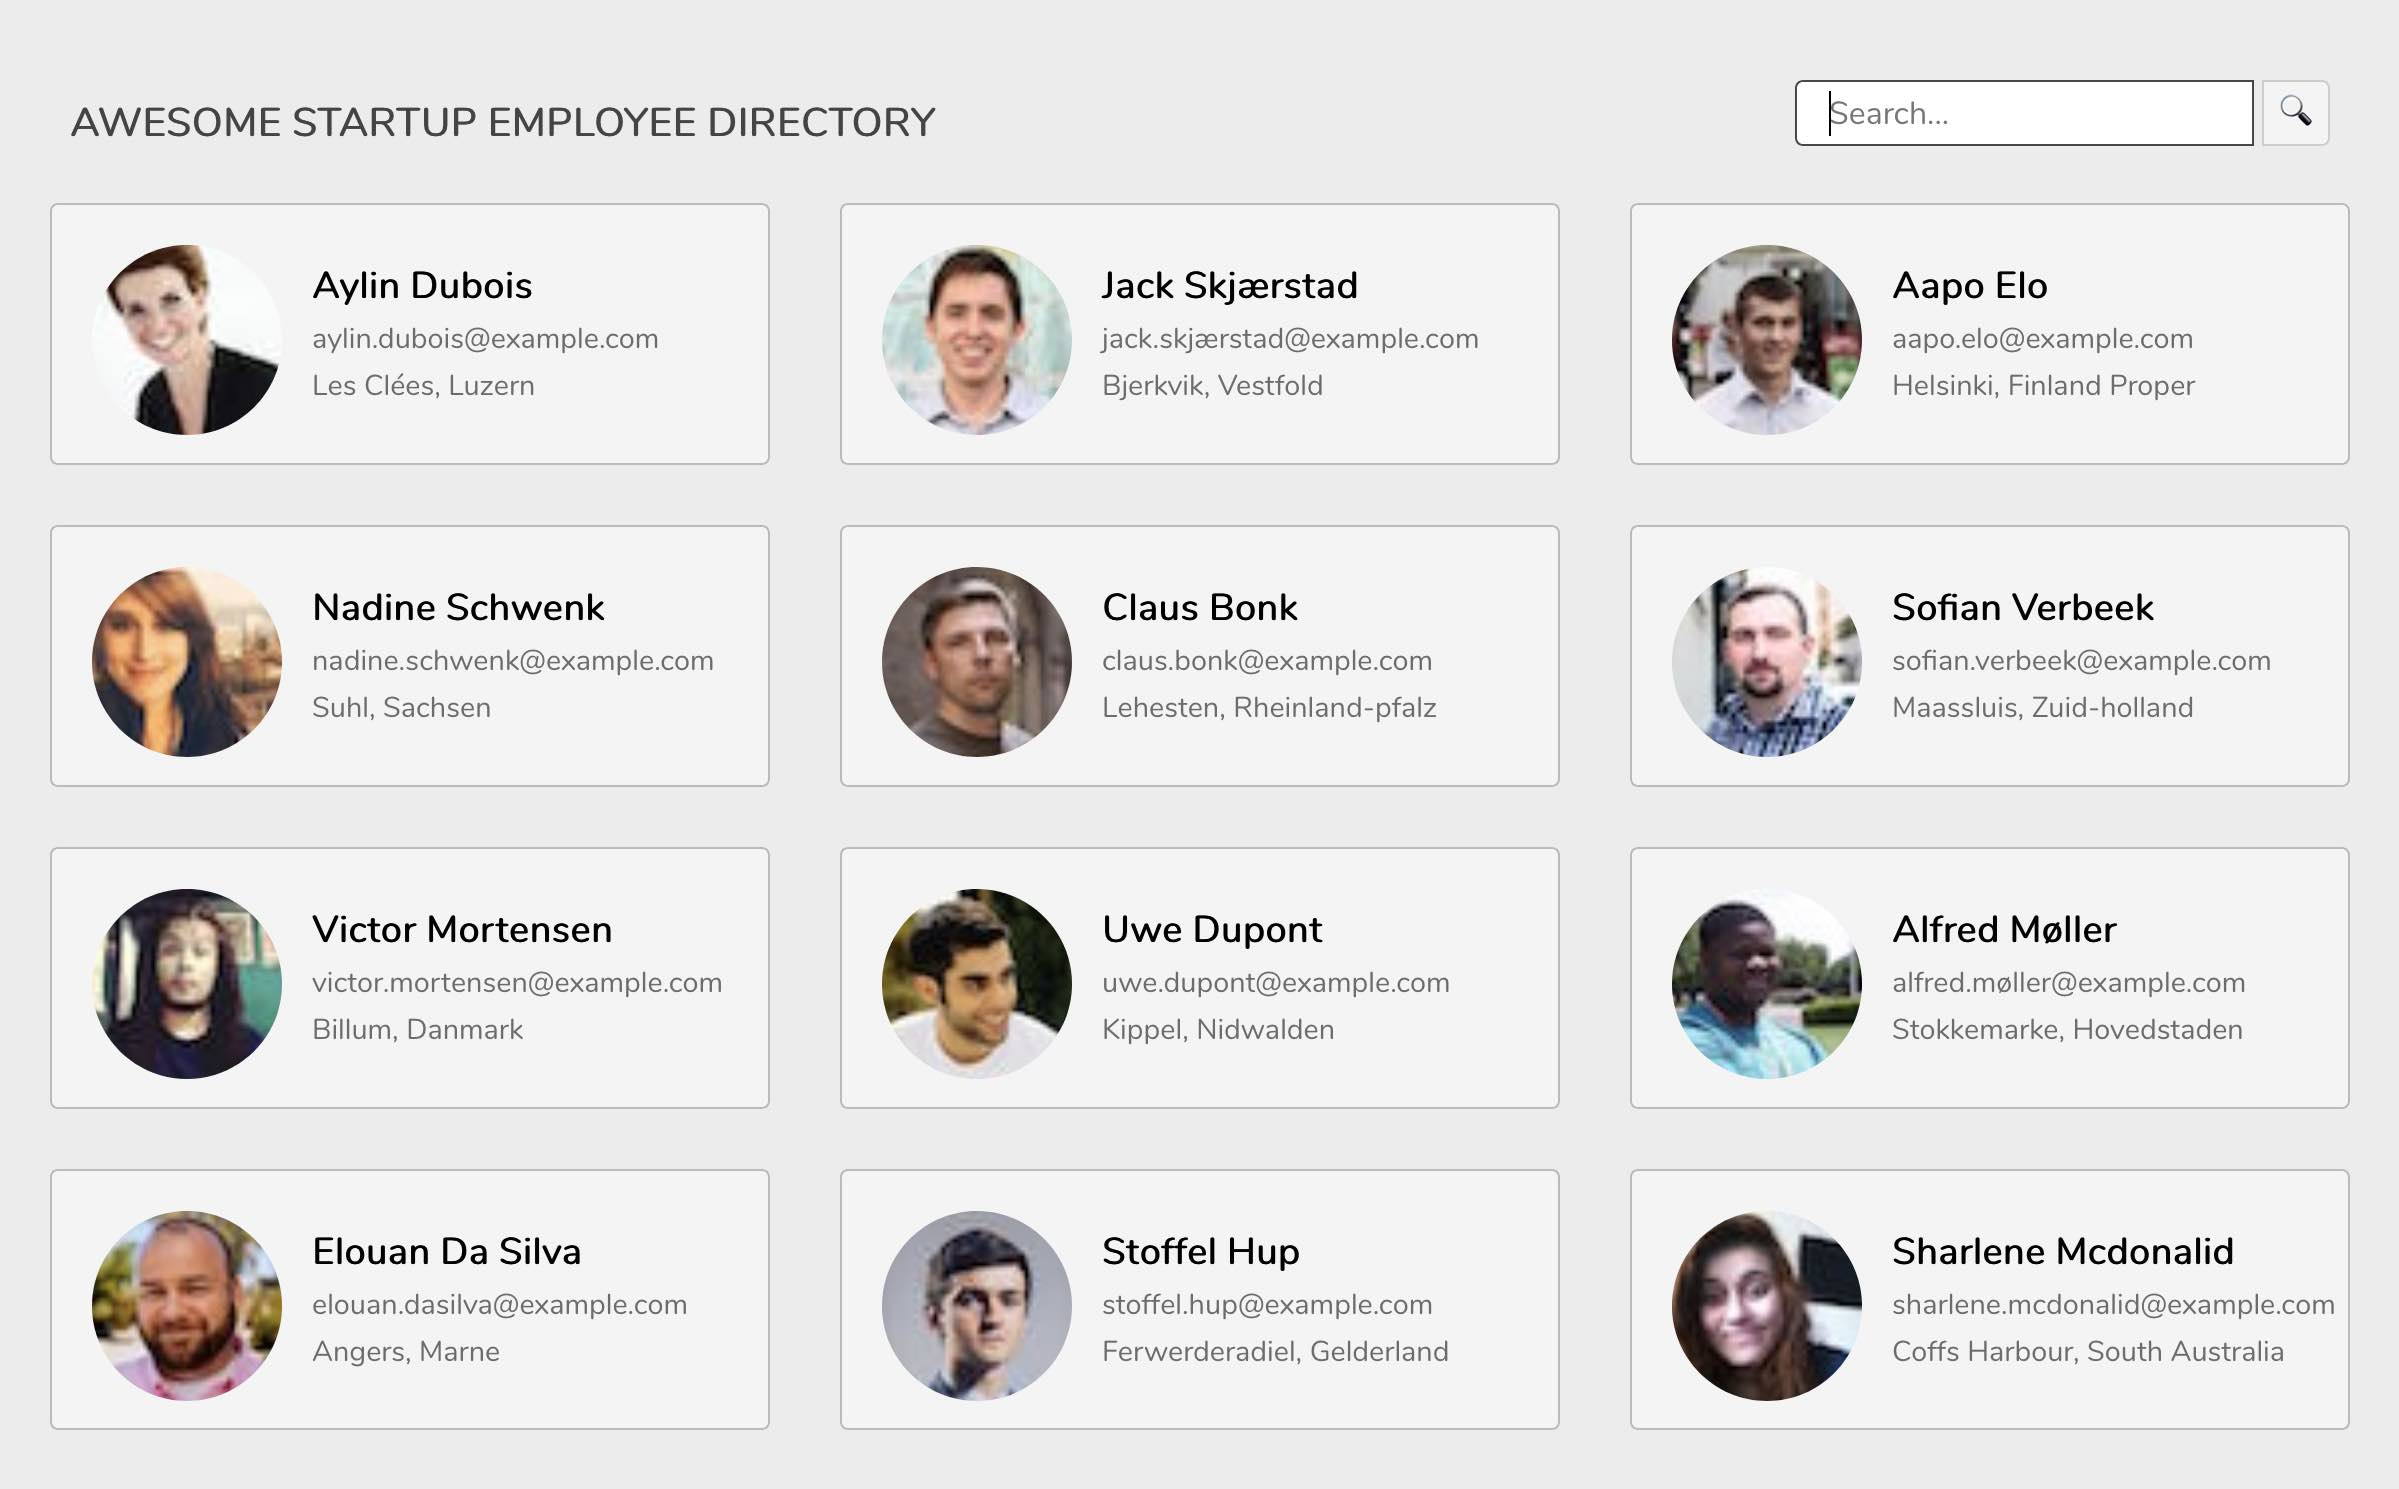 AWESOME STARTUP EMPLOYEE DIRECTORY
Search...
Aylin Dubois
aylin.dubois@example.com
Les Clées, Luzern
Jack Skjærstad
jack.skjærstad@example.com
Bjerkvik, Vestfold
Aapo Elo
aapo.elo@example.com
Helsinki, Finland Proper
Nadine Schwenk
nadine.schwenk@example.com
Suhl, Sachsen
Claus Bonk
claus.bonk@example.com
Lehesten, Rheinland-pfalz
Sofian Verbeek
sofian.verbeek@example.com
Maassluis, Zuid-holland
Victor Mortensen
victor.mortensen@example.com
Billum, Danmark
Uwe Dupont
uwe.dupont@example.com
Kippel, Nidwalden
Alfred Møller
alfred.møller@example.com
Stokkemarke, Hovedstaden
Elouan Da Silva
elouan.dasilva@example.com
Angers, Marne
Stoffel Hup
stoffel.hup@example.com
Ferwerderadiel, Gelderland
Sharlene Mcdonalid
sharlene.mcdonalid@example.com
Coffs Harbour, South Australia